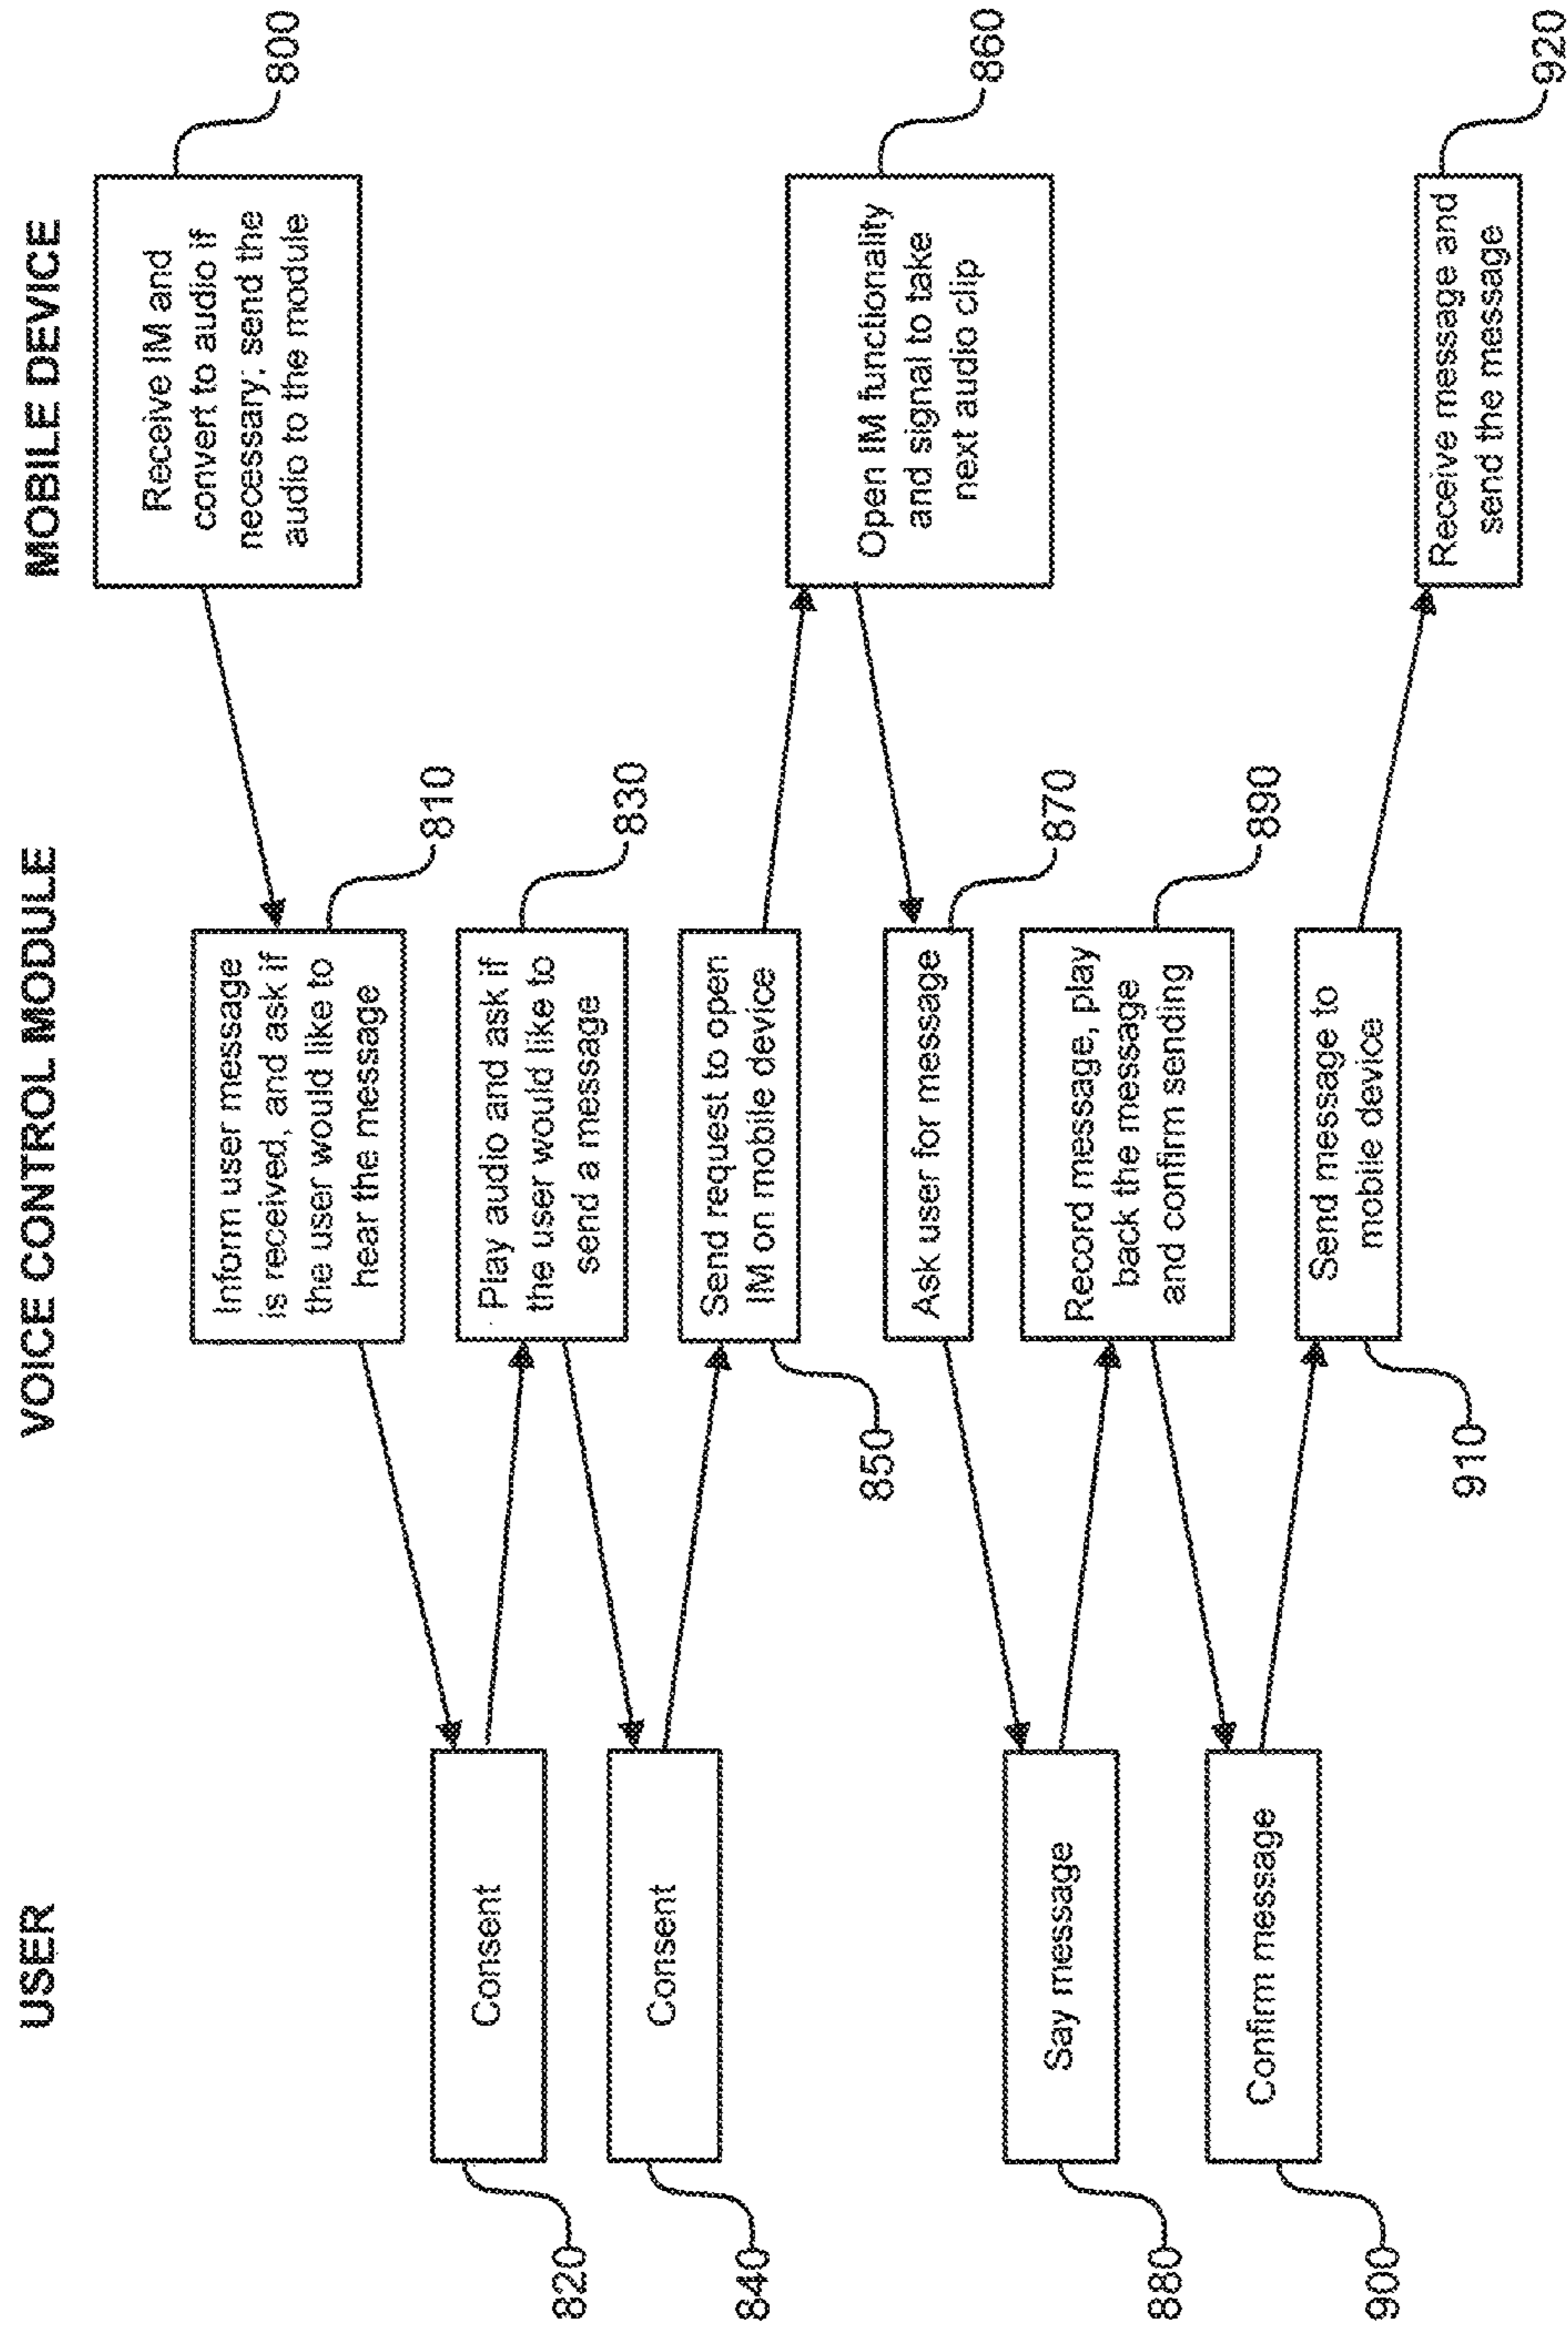 USER
VOICE CONTROL MODULE
MOBILE DEVICE
Receive IM and
convert to audio if
necessary; send the
audio to the module
800
Inform user message
is received, and ask if
the user would like to
hear the message
810
Consent
820
Play audio and ask if
the user would like to
send a message
830
Consent
840
Send request to open
IM on mobile device
850
Open IM functionality
and signal to take
next audio clip
860
Ask user for message
870
Say message
880
Record message, play
back the message
and confirm sending
890
Confirm message
900
Send message to
mobile device
910
Receive message and
send the message
920